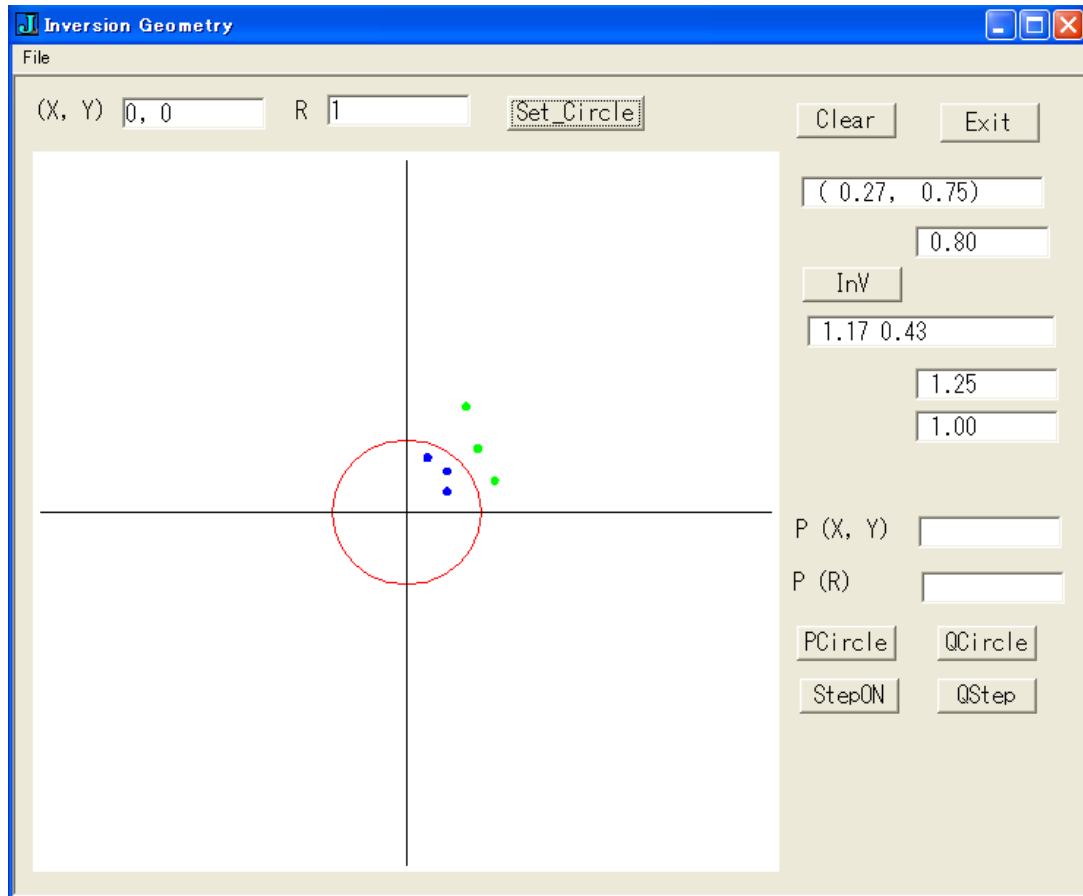 J Inversion Geometry
File
(X, Y) 0, 0 R 1 Set_Circle Clear Exit
( 0.27, 0.75)
0.80
InV
1.17 0.43
1.25
1.00
P (X, Y)
P (R)
PCircle QCircle
StepON QStep